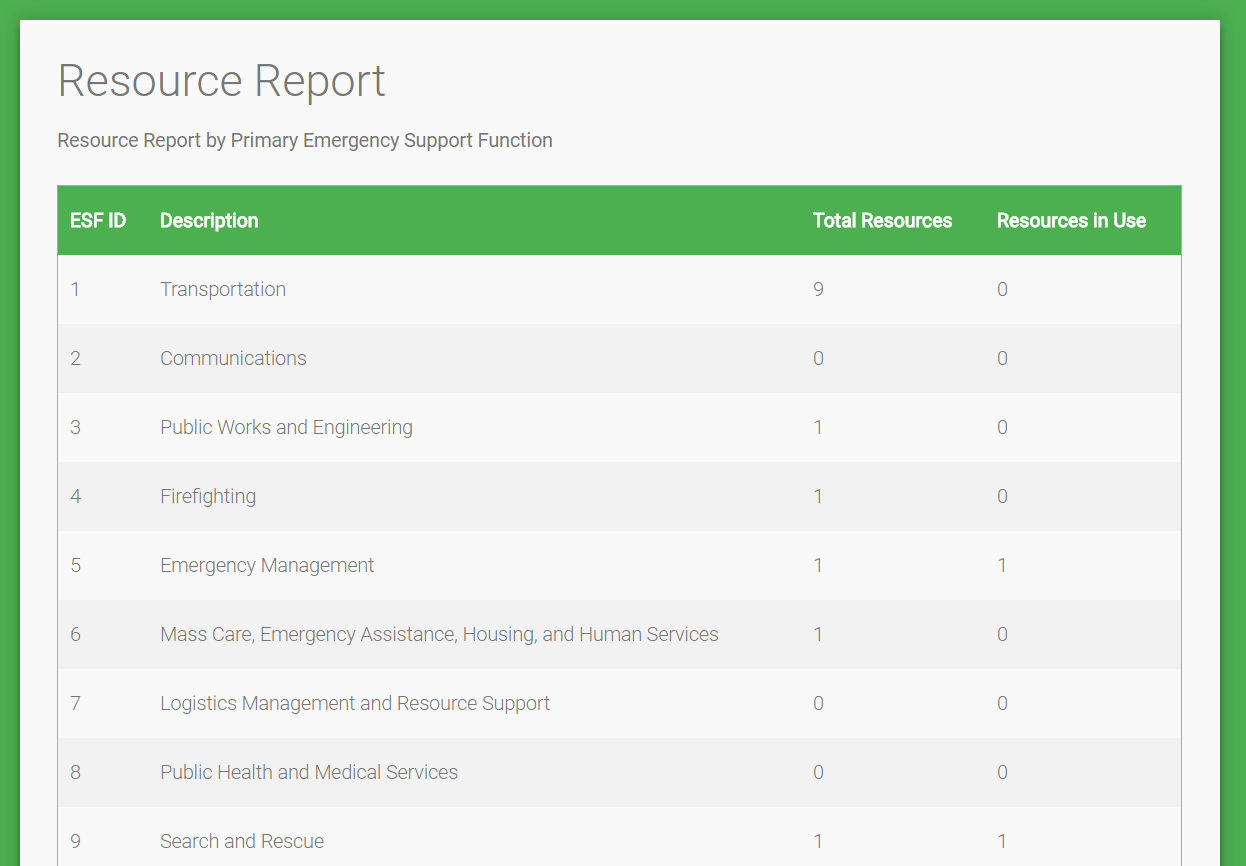 Resource Report
Resource Report by Primary Emergency Support Function
ESF ID Description Total Resources Resources in Use
1 Transportation 9 0
2 Communications 0 0
3 Public Works and Engineering 1 0
4 Firefighting 1 0
5 Emergency Management 1 1
6 Mass Care, Emergency Assistance, Housing, and Human Services 1 0
7 Logistics Management and Resource Support 0 0
8 Public Health and Medical Services 0 0
9 Search and Rescue 1 1